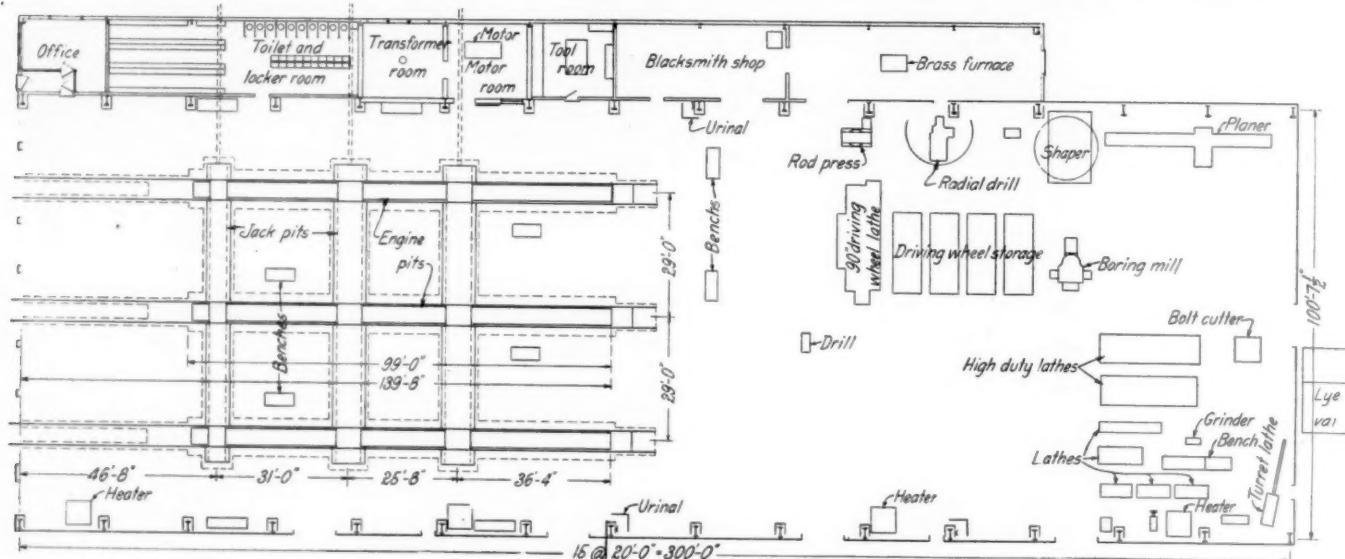 Office
Toilet and
locker room
Transformer
room
Motor
Motor
room
Tool
room
Blacksmith shop
Brass furnace
Urinal
Rod press
Radial drill
Shaper
Planer
Jack pits
Engine
pits
Benches
Benchs
29'-0"
29'-0"
90" driving
wheel lathe
Driving wheel storage
Boring mill
100'-7½"
Bolt cutter
Drill
High duty lathes
99'-0"
139'-8"
Lye
Grinder
Bench
Lathes
Turret lathe
46'-8"
31'-0"
25'-8"
36'-4"
Heater
Urinal
Heater
Heater
15 @ 20'-0" = 300'-0"